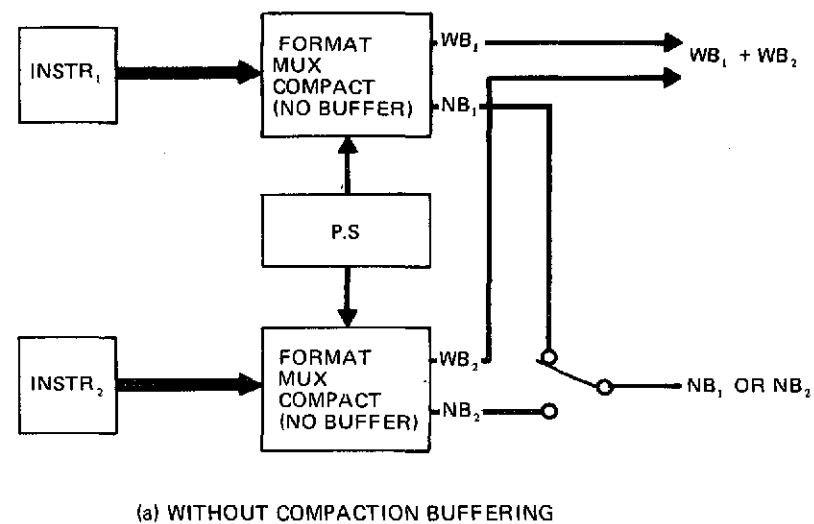 INSTR₁
FORMAT
MUX
COMPACT
(NO BUFFER)
WB₁
NB₁
WB₁ + WB₂
P.S
INSTR₂
FORMAT
MUX
COMPACT
(NO BUFFER)
WB₂
NB₂
NB₁ OR NB₂
(a) WITHOUT COMPACTION BUFFERING